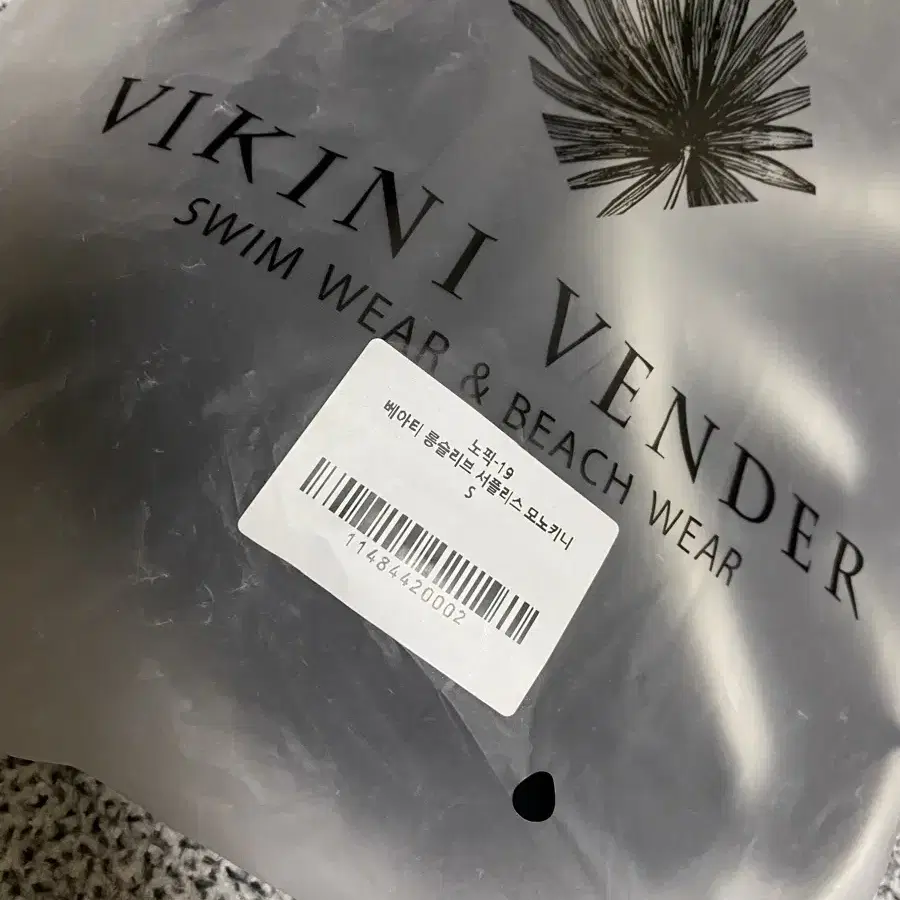 VIKINI VENDER
SWIM WEAR & BEACH WEAR
노픽-19
베아티 롱슬리브 서플리스 모노키니
S
11484420002